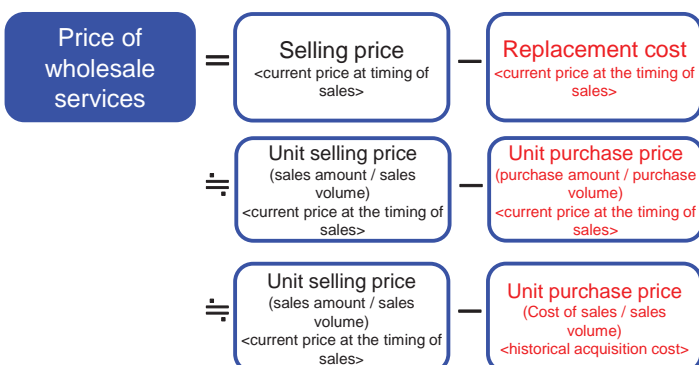 Price of
wholesale
services
=
Selling price
<current price at timing of
sales>
－
Replacement cost
<current price at the timing of
sales>
≒
Unit selling price
(sales amount / sales
volume)
<current price at the timing of
sales>
－
Unit purchase price
(purchase amount / purchase
volume)
<current price at the timing of
sales>
≒
Unit selling price
(sales amount / sales
volume)
<current price at the timing of
sales>
－
Unit purchase price
(Cost of sales / sales
volume)
<historical acquisition cost>